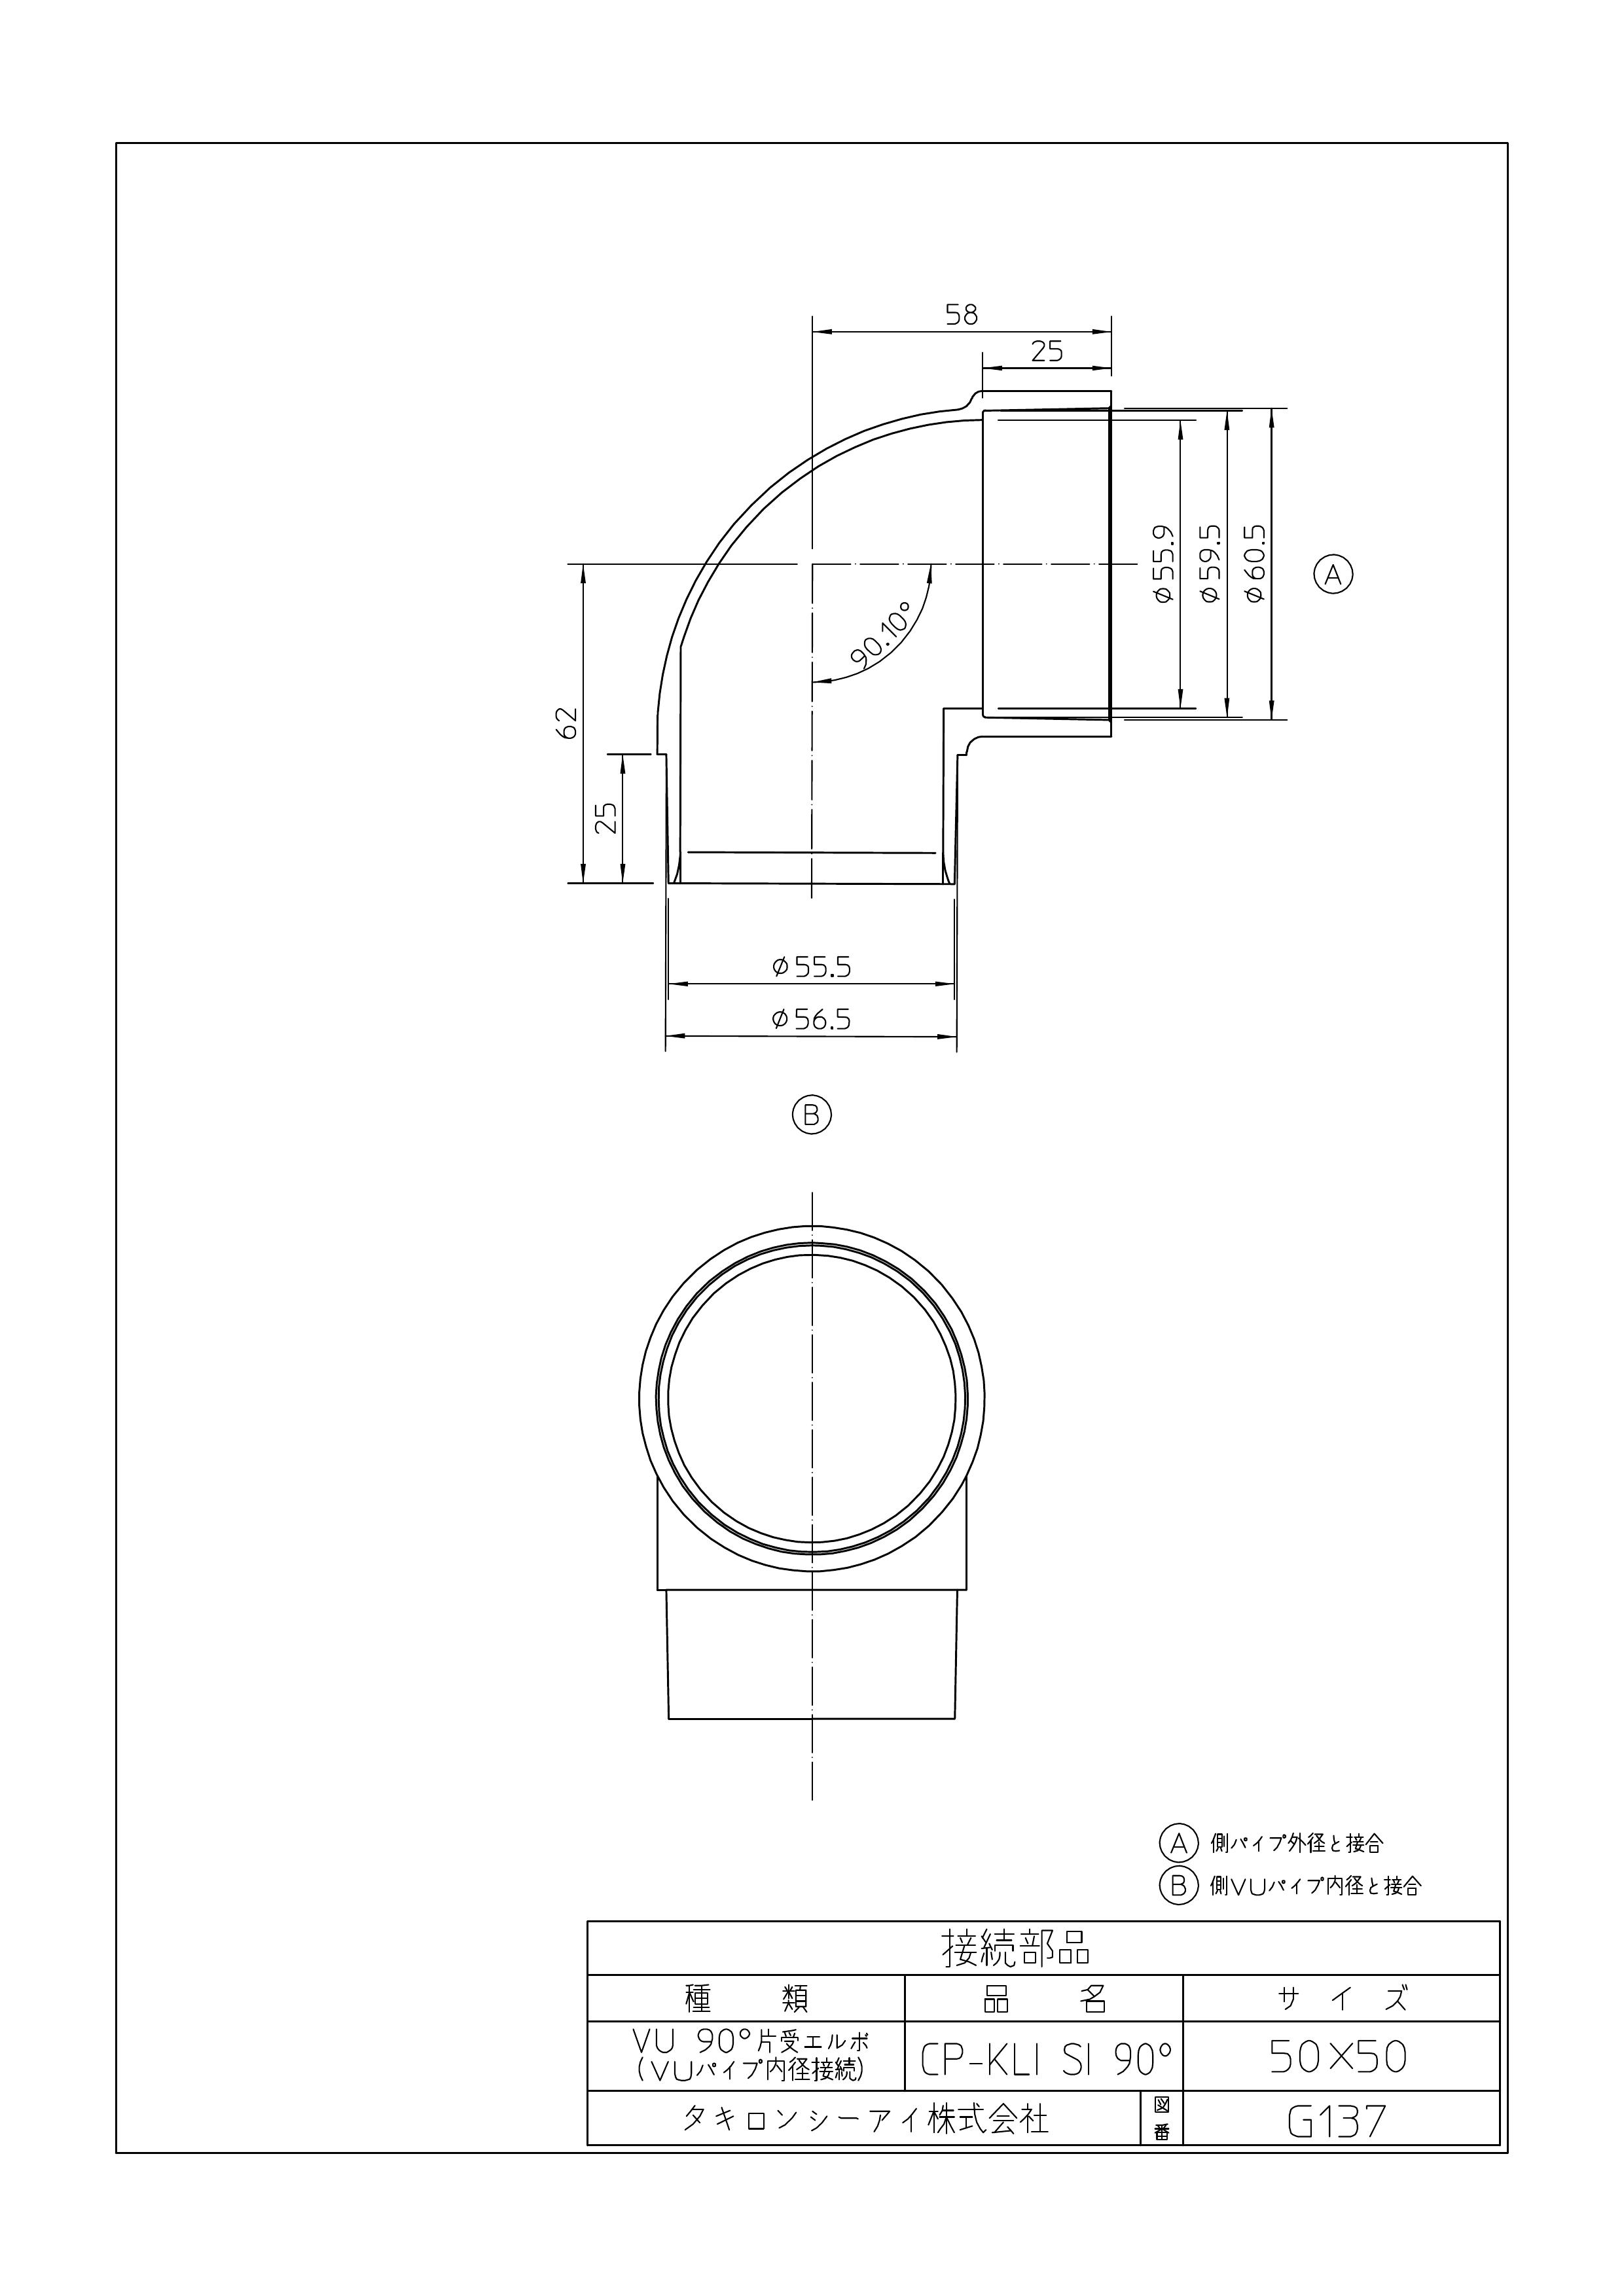 58
25
φ55.9
φ59.5
φ60.5
A
90.10°
62
25
φ55.5
φ56.5
B
A 側パイプ外径と接合
B 側VUパイプ内径と接合
接続部品
種 類 品 名 サ イ ズ
VU 90°片受エルボ
(VUパイプ内径接続)
CP-KLI SI 90°
50×50
タキロンシーアイ株式会社
図番
G137